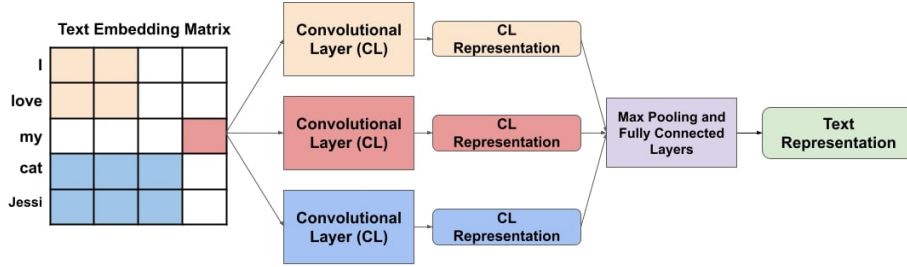 Text Embedding Matrix
I
love
my
cat
Jessi
Convolutional
Layer (CL)
CL
Representation
Convolutional
Layer (CL)
CL
Representation
Convolutional
Layer (CL)
CL
Representation
Max Pooling and
Fully Connected
Layers
Text
Representation